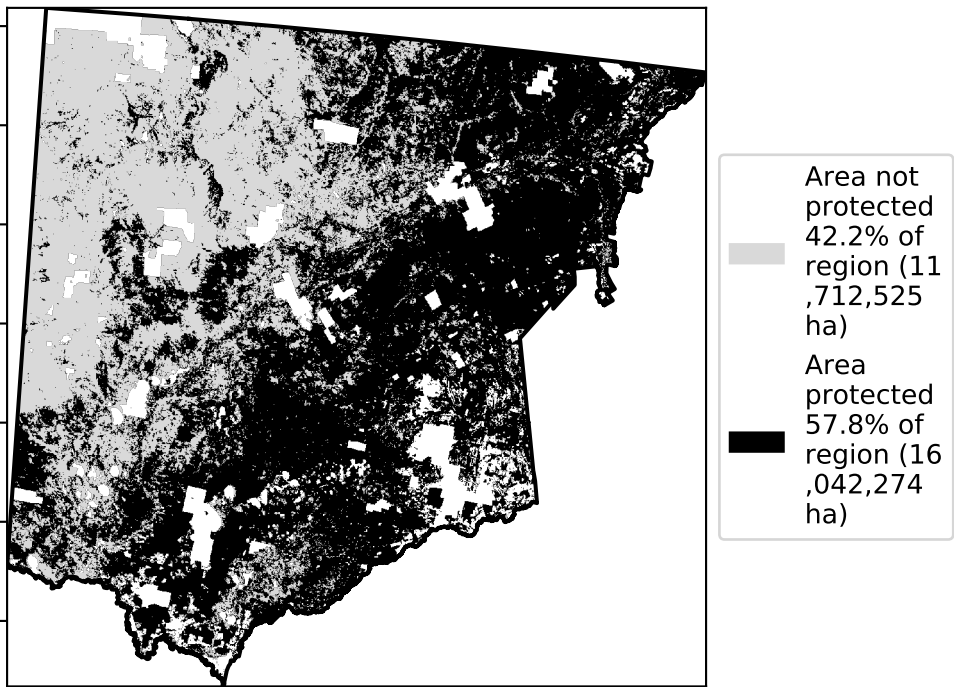 Area not
protected
42.2% of
region (11
,712,525
ha)
Area
protected
57.8% of
region (16
,042,274
ha)